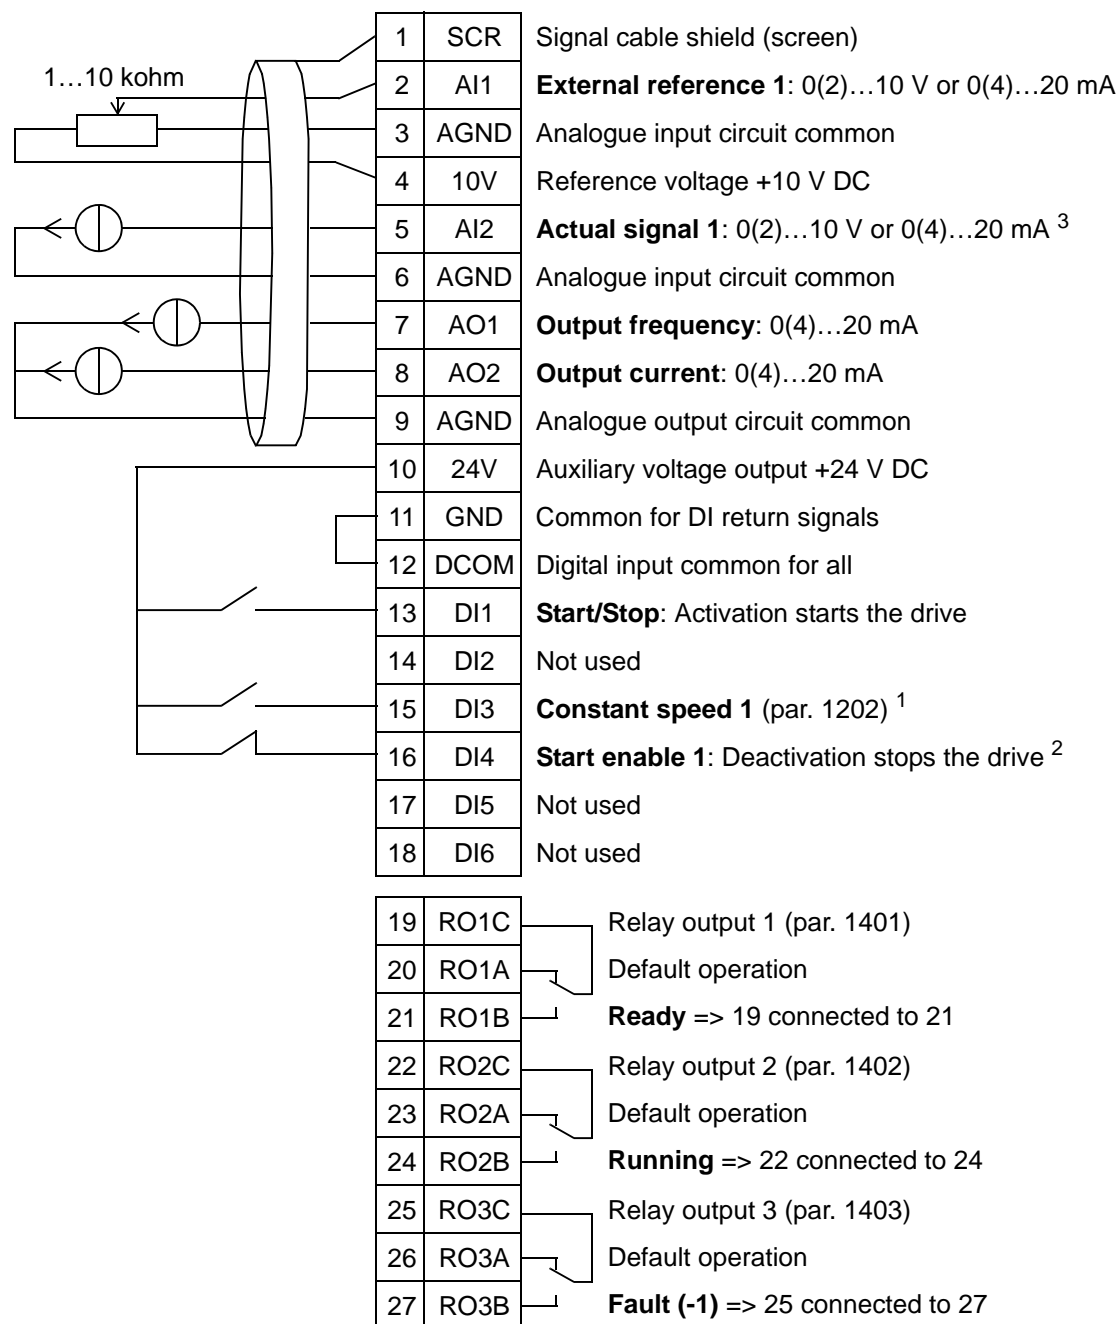 1 SCR Signal cable shield (screen)
1…10 kohm
2 AI1 External reference 1: 0(2)…10 V or 0(4)…20 mA
3 AGND Analogue input circuit common
4 10V Reference voltage +10 V DC
5 AI2 Actual signal 1: 0(2)…10 V or 0(4)…20 mA 3
6 AGND Analogue input circuit common
7 AO1 Output frequency: 0(4)…20 mA
8 AO2 Output current: 0(4)…20 mA
9 AGND Analogue output circuit common
10 24V Auxiliary voltage output +24 V DC
11 GND Common for DI return signals
12 DCOM Digital input common for all
13 DI1 Start/Stop: Activation starts the drive
14 DI2 Not used
15 DI3 Constant speed 1 (par. 1202) 1
16 DI4 Start enable 1: Deactivation stops the drive 2
17 DI5 Not used
18 DI6 Not used
19 RO1C Relay output 1 (par. 1401)
20 RO1A Default operation
21 RO1B Ready => 19 connected to 21
22 RO2C Relay output 2 (par. 1402)
23 RO2A Default operation
24 RO2B Running => 22 connected to 24
25 RO3C Relay output 3 (par. 1403)
26 RO3A Default operation
27 RO3B Fault (-1) => 25 connected to 27